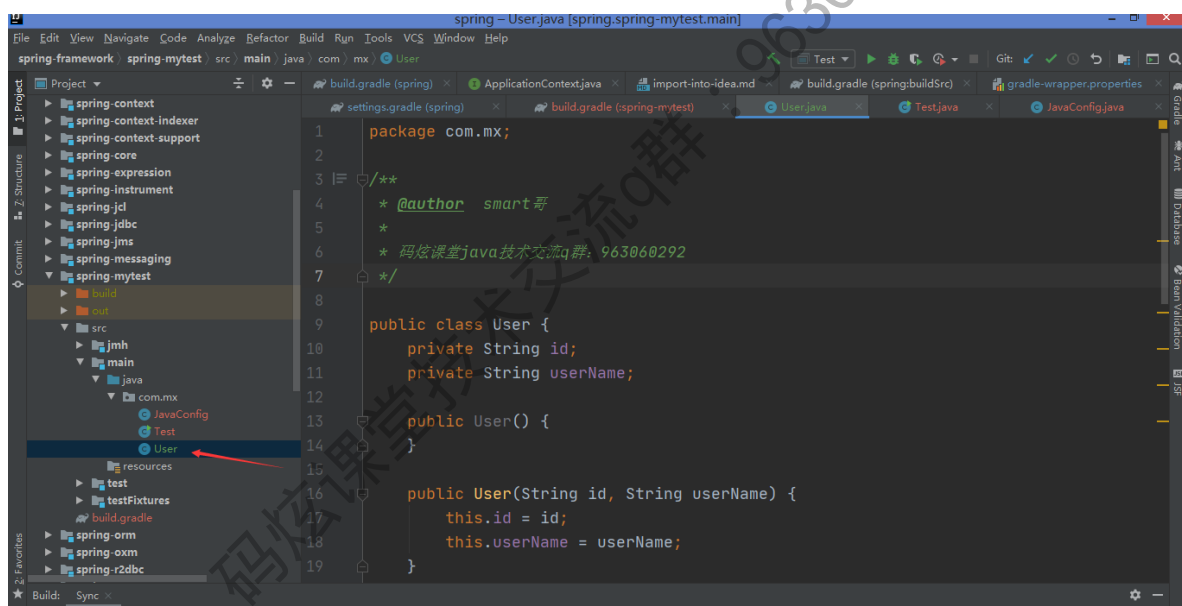 spring – User.java [spring.spring-mytest.main]
File Edit View Navigate Code Analyze Refactor Build Run Tools VCS Window Help
spring-framework spring-mytest src main java com mx User
Test Git:
Project
build.gradle (spring) ApplicationContext.java import-into-idea.md build.gradle (spring:buildSrc) gradle-wrapper.properties
settings.gradle (spring) build.gradle (:spring-mytest) User.java Test.java JavaConfig.java
1: Project
Z: Structure
Commit
2: Favorites
spring-context
spring-context-indexer
spring-context-support
spring-core
spring-expression
spring-instrument
spring-jcl
spring-jdbc
spring-jms
spring-messaging
spring-mytest
build
out
src
jmh
main
java
com.mx
JavaConfig
Test
User
resources
test
testFixtures
build.gradle
spring-orm
spring-oxm
spring-r2dbc
1 package com.mx;
2
3 /**
4 * @author smart哥
5 *
6 * 码炫课堂java技术交流q群：963060292
7 */
8
9 public class User {
10 private String id;
11 private String userName;
12
13 public User() {
14 }
15
16 public User(String id, String userName) {
17 this.id = id;
18 this.userName = userName;
19 }
Gradle
Ant
Database
Bean Validation
JSF
Build: Sync